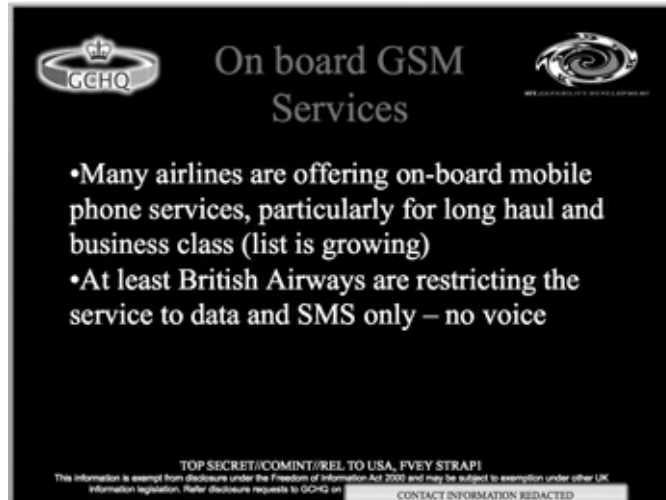 GCHQ
On board GSM
Services
•Many airlines are offering on-board mobile
phone services, particularly for long haul and
business class (list is growing)
•At least British Airways are restricting the
service to data and SMS only – no voice
TOP SECRET//COMINT//REL TO USA, FVEY STRAP1
This information is exempt from disclosure under the Freedom of Information Act 2000 and may be subject to exemption under other UK
information legislation. Refer disclosure requests to GCHQ on
CONTACT INFORMATION REDACTED